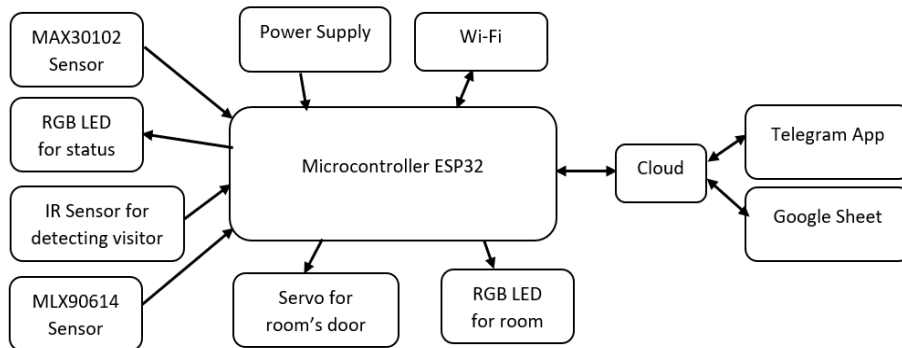 MAX30102
Sensor
Power Supply
Wi-Fi
RGB LED
for status
Microcontroller ESP32
Cloud
Telegram App
Google Sheet
IR Sensor for
detecting visitor
MLX90614
Sensor
Servo for
room's door
RGB LED
for room